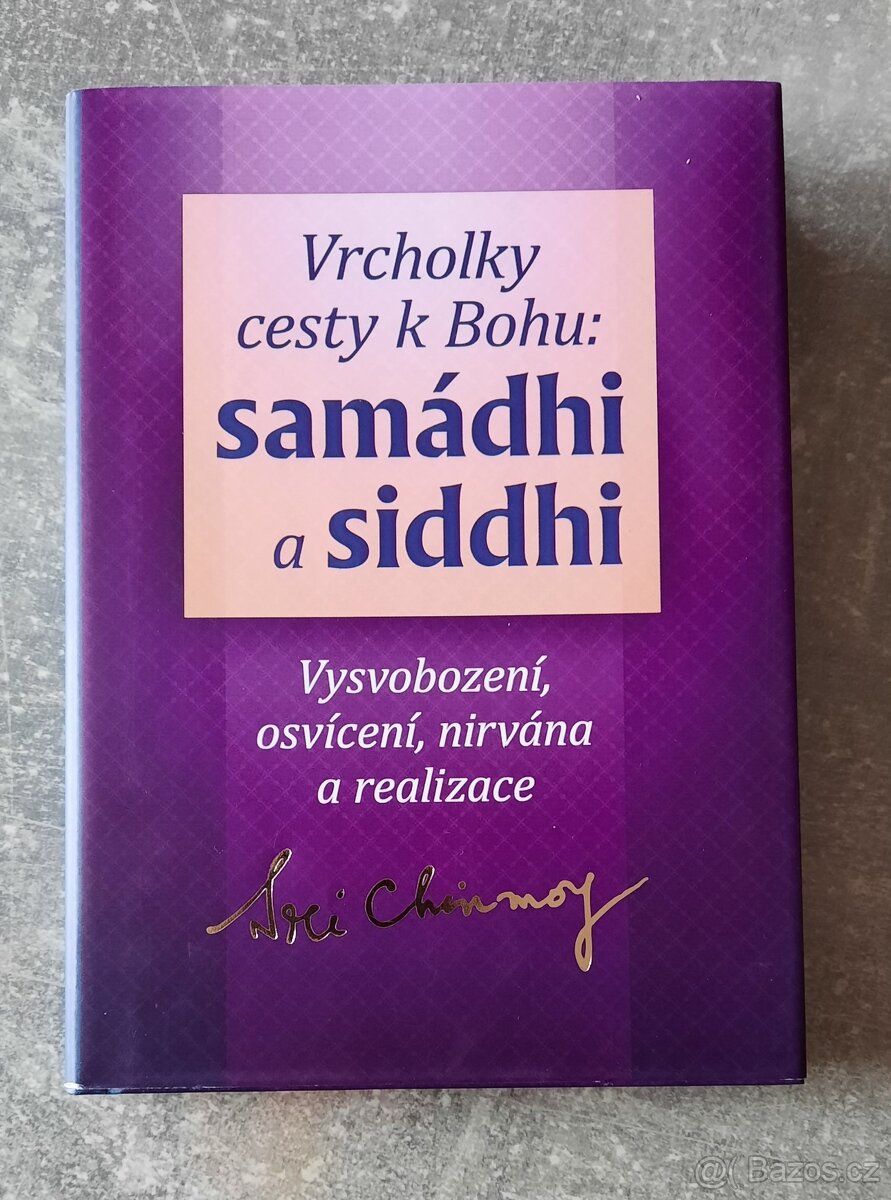 Vrcholky
cesty k Bohu:
samádhi
a siddhi
Vysvobození,
osvícení, nirvána
a realizace
Sri Chinmoy
@( Bazos.cz